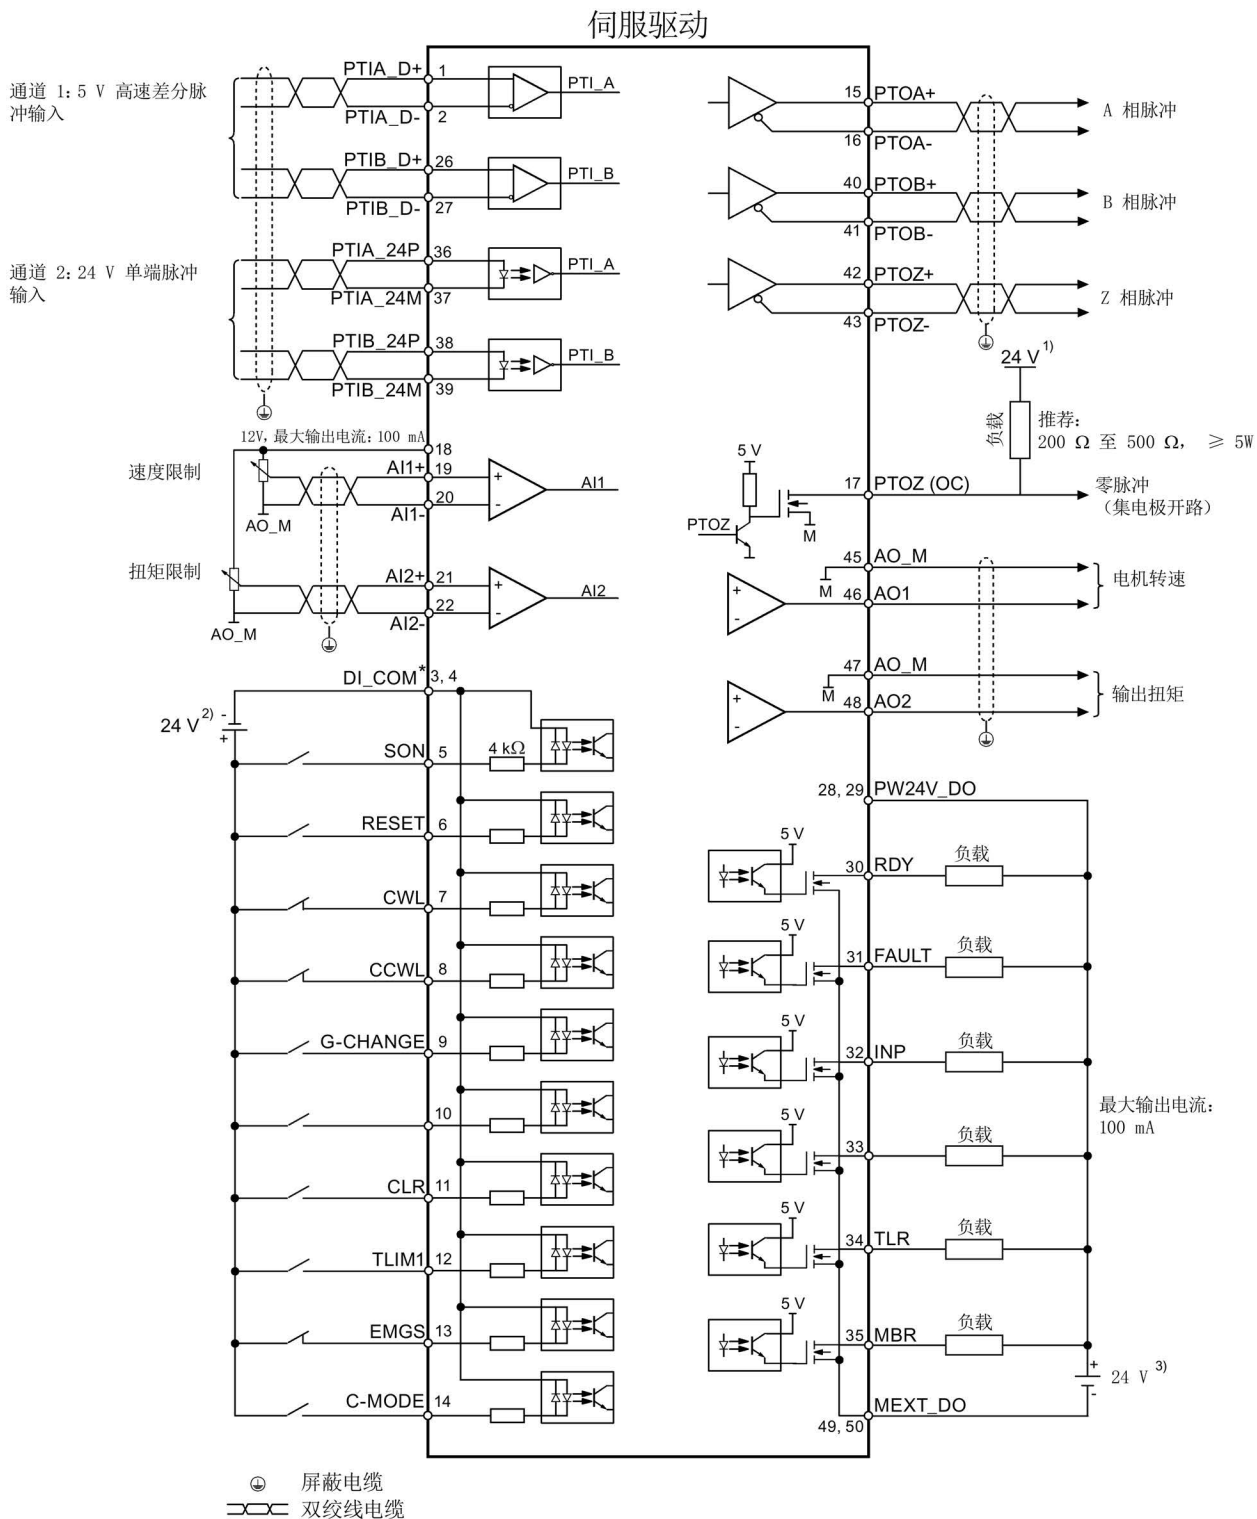 伺服驱动
通道 1: 5 V 高速差分脉
冲输入
PTIA_D+
1
PTI_A
PTIA_D-
2
PTIB_D+
26
PTI_B
PTIB_D-
27
通道 2: 24 V 单端脉冲
输入
PTIA_24P
36
PTI_A
PTIA_24M
37
PTIB_24P
38
PTI_B
PTIB_24M
39
12V, 最大输出电流: 100 mA
18
速度限制
AI1+
19
+
-
AI1
20
AI1-
AO_M
扭矩限制
AI2+
21
+
-
AI2
22
AI2-
AO_M
DI_COM*
3, 4
24 V 2)
-
+
SON
5
4 kΩ
RESET
6
CWL
7
CCWL
8
G-CHANGE
9
10
CLR
11
TLIM1
12
EMGS
13
C-MODE
14
15
PTOA+
A 相脉冲
16
PTOA-
40
PTOB+
B 相脉冲
41
PTOB-
42
PTOZ+
Z 相脉冲
43
PTOZ-
24 V 1)
负载
推荐:
200 Ω 至 500 Ω, ≥ 5W
5 V
PTOZ
M
17
PTOZ (OC)
零脉冲
(集电极开路)
45
AO_M
M
+
-
46
AO1
电机转速
47
AO_M
M
+
-
48
AO2
输出扭矩
28, 29
PW24V_DO
5 V
30
RDY
负载
5 V
31
FAULT
负载
5 V
32
INP
负载
最大输出电流:
100 mA
5 V
33
负载
5 V
34
TLR
负载
5 V
35
MBR
负载
+
24 V 3)
-
MEXT_DO
49, 50
屏蔽电缆
双绞线电缆